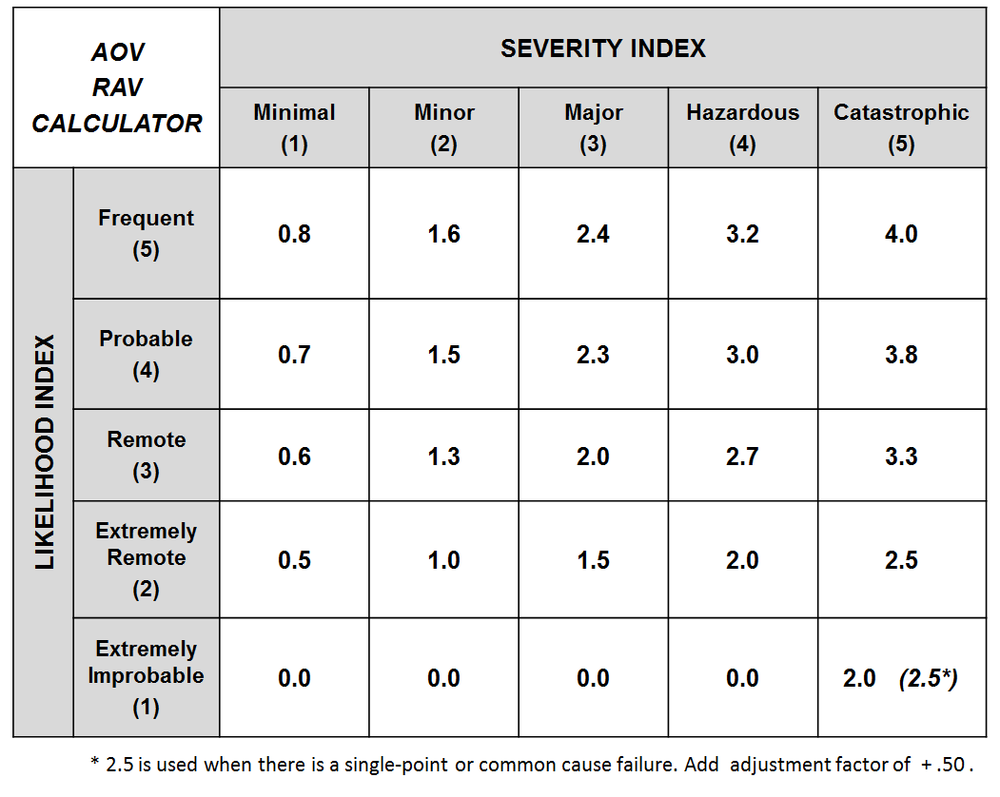 AOV
RAV
CALCULATOR
SEVERITY INDEX
Minimal
(1)
Minor
(2)
Major
(3)
Hazardous
(4)
Catastrophic
(5)
LIKELIHOOD INDEX
Frequent
(5)
0.8 1.6 2.4 3.2 4.0
Probable
(4)
0.7 1.5 2.3 3.0 3.8
Remote
(3)
0.6 1.3 2.0 2.7 3.3
Extremely
Remote
(2)
0.5 1.0 1.5 2.0 2.5
Extremely
Improbable
(1)
0.0 0.0 0.0 0.0 2.0 (2.5*)
* 2.5 is used when there is a single-point or common cause failure. Add adjustment factor of + .50 .